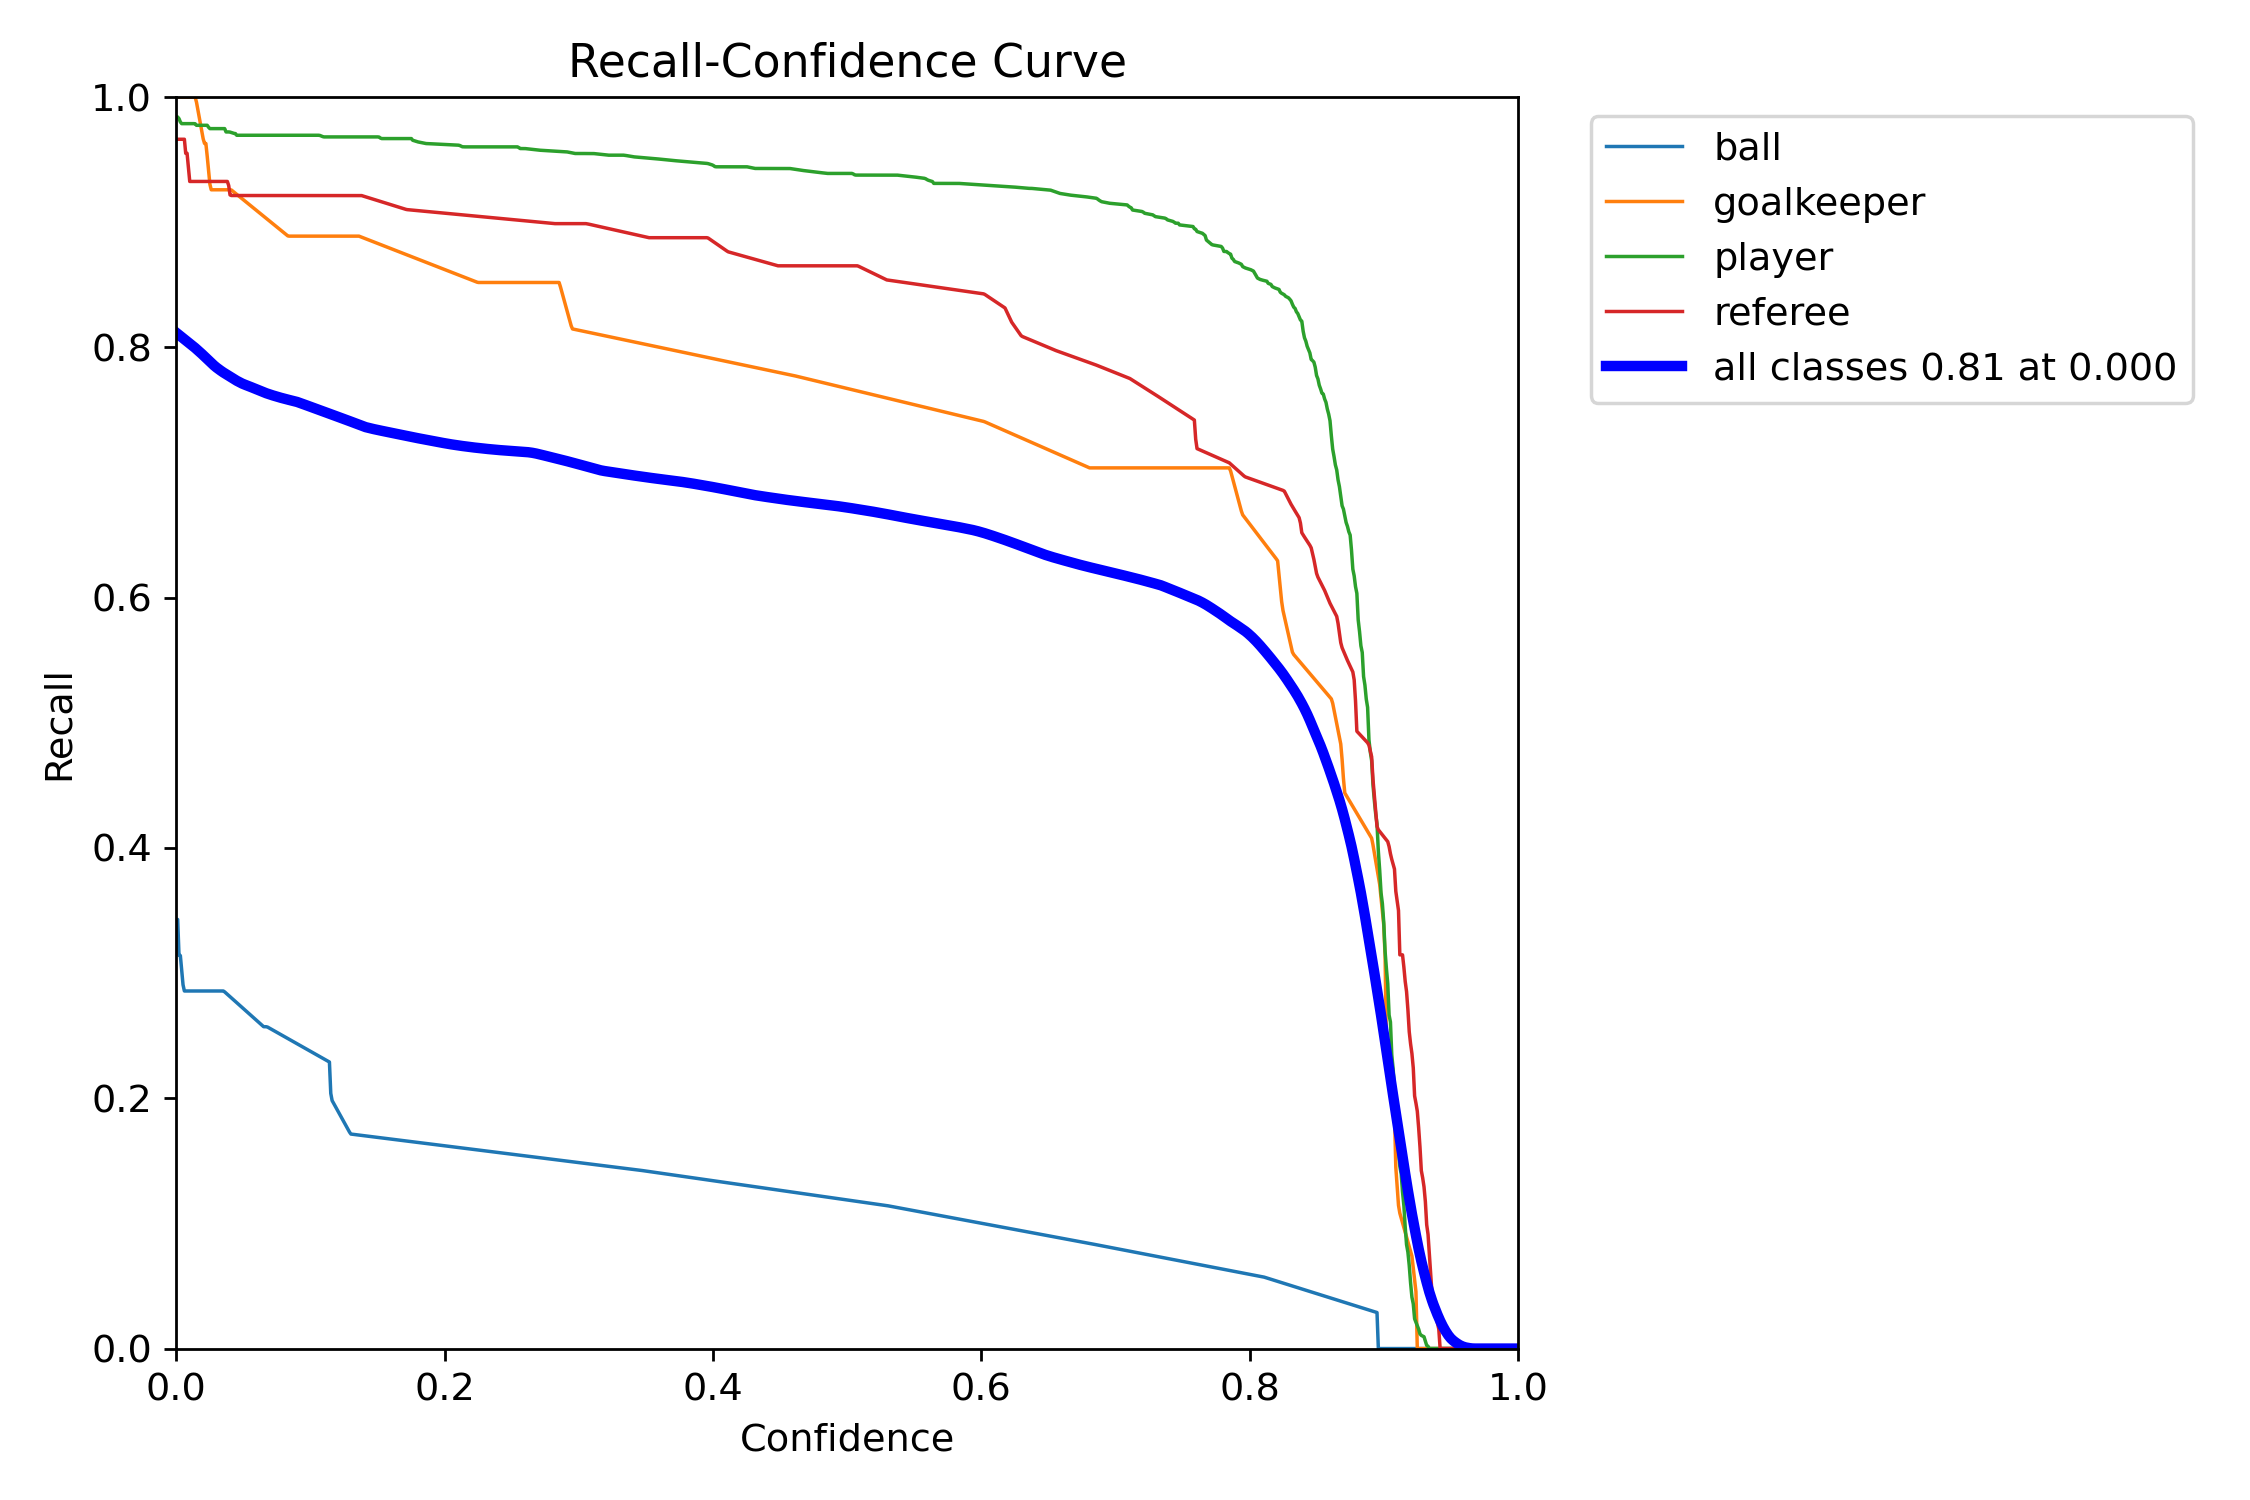 Recall-Confidence Curve
1.0
0.8
0.6
0.4
0.2
0.0
Recall
0.0 0.2 0.4 0.6 0.8 1.0
Confidence
ball
goalkeeper
player
referee
all classes 0.81 at 0.000